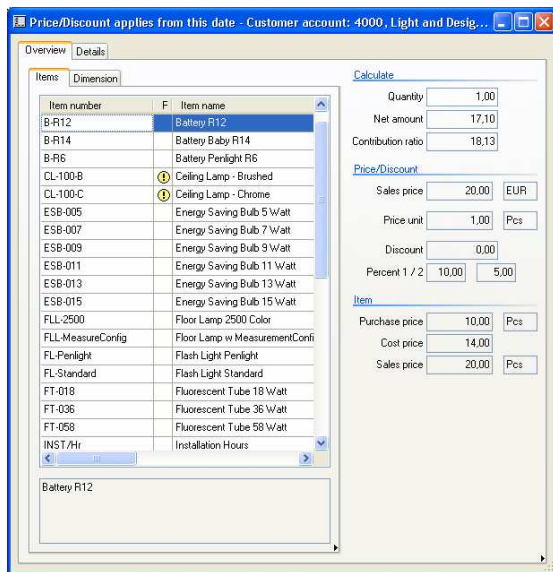 Price/Discount applies from this date - Customer account: 4000, Light and Desig...
Overview Details
Items Dimension
Item number F Item name
B-R12 Battery R12
B-R14 Battery Baby R14
B-R6 Battery Penlight R6
CL-100-B Ceiling Lamp - Brushed
CL-100-C Ceiling Lamp - Chrome
ESB-005 Energy Saving Bulb 5 Watt
ESB-007 Energy Saving Bulb 7 Watt
ESB-009 Energy Saving Bulb 9 Watt
ESB-011 Energy Saving Bulb 11 Watt
ESB-013 Energy Saving Bulb 13 Watt
ESB-015 Energy Saving Bulb 15 Watt
FLL-2500 Floor Lamp 2500 Color
FLL-MeasureConfig Floor Lamp w MeasurementConfi
FL-Penlight Flash Light Penlight
FL-Standard Flash Light Standard
FT-018 Fluorescent Tube 18 Watt
FT-036 Fluorescent Tube 36 Watt
FT-058 Fluorescent Tube 58 Watt
INST/Hr Installation Hours
Battery R12
Calculate
Quantity 1,00
Net amount 17,10
Contribution ratio 18,13
Price/Discount
Sales price 20,00 EUR
Price unit 1,00 Pcs
Discount 0,00
Percent 1 / 2 10,00 5,00
Item
Purchase price 10,00 Pcs
Cost price 14,00
Sales price 20,00 Pcs